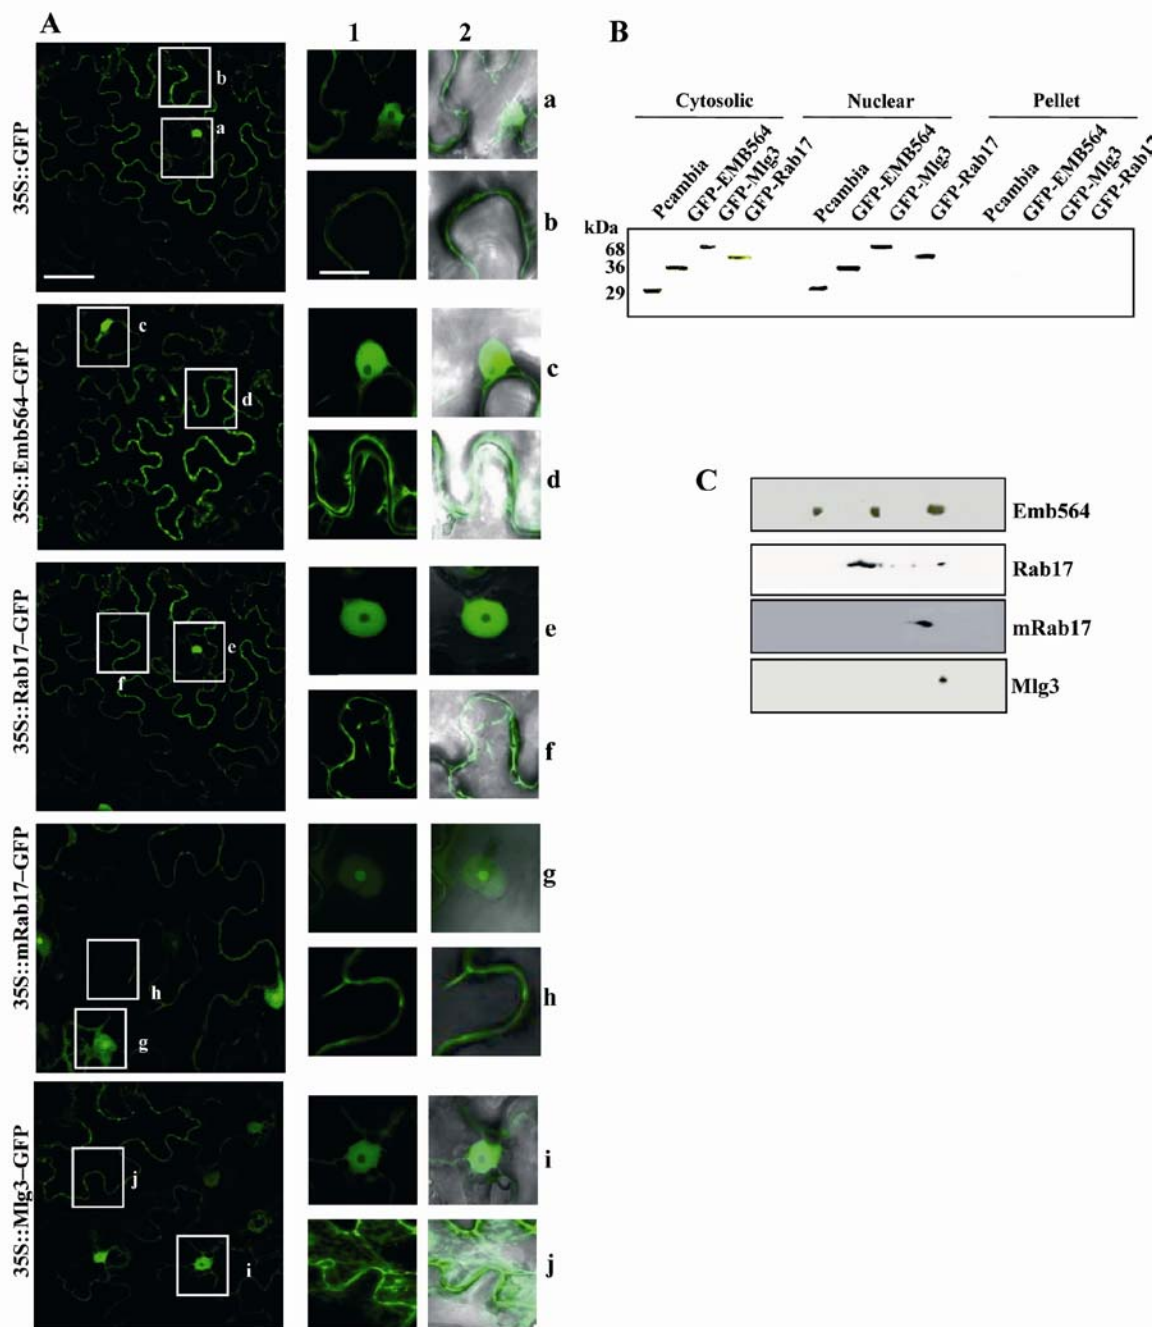 A
1
2
B
35S::GFP
b
a
a
b
Cytosolic
Nuclear
Pellet
Pcambia
GFP-EMB564
GFP-Mlg3
GFP-Rab17
Pcambia
GFP-EMB564
GFP-Mlg3
GFP-Rab17
Pcambia
GFP-EMB564
GFP-Mlg3
GFP-Rab17
kDa
68
36
29
35S::Emb564–GFP
c
d
c
d
C
Emb564
Rab17
mRab17
Mlg3
35S::Rab17–GFP
f
e
e
f
35S::mRab17–GFP
h
g
g
h
35S::Mlg3–GFP
j
i
i
j